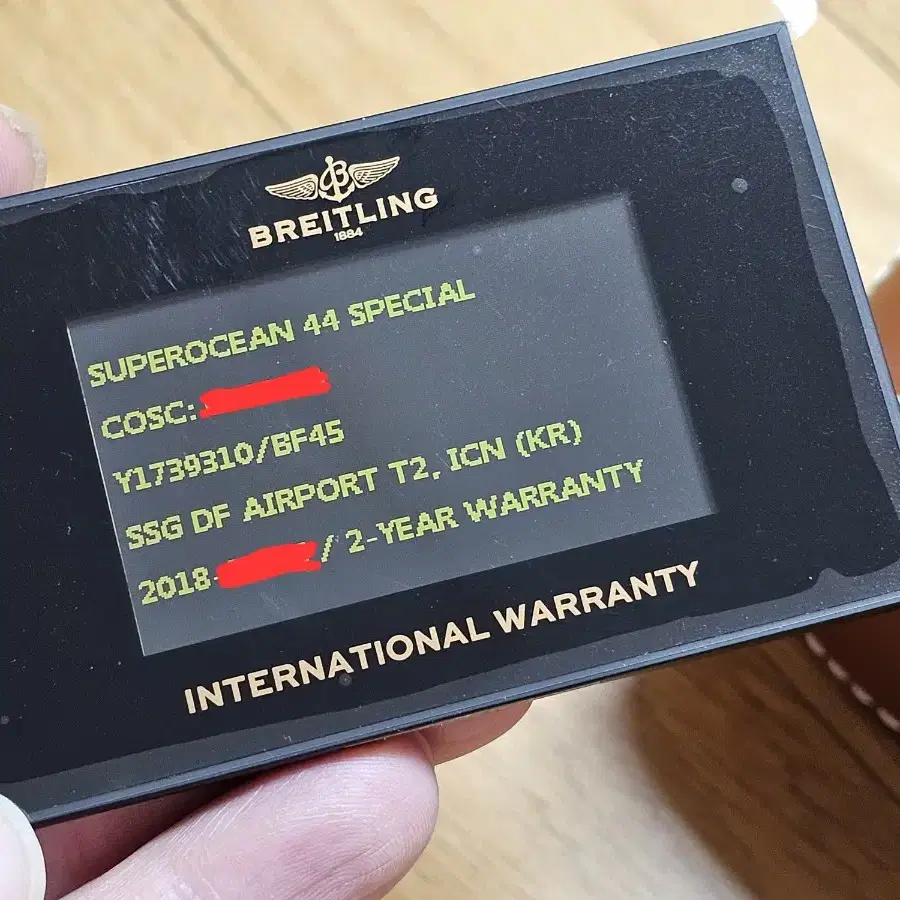 BREITLING
1884
SUPEROCEAN 44 SPECIAL
COSC:
Y1739310/BF45
SSG DF AIRPORT T2, ICN (KR)
2018- / 2-YEAR WARRANTY
INTERNATIONAL WARRANTY